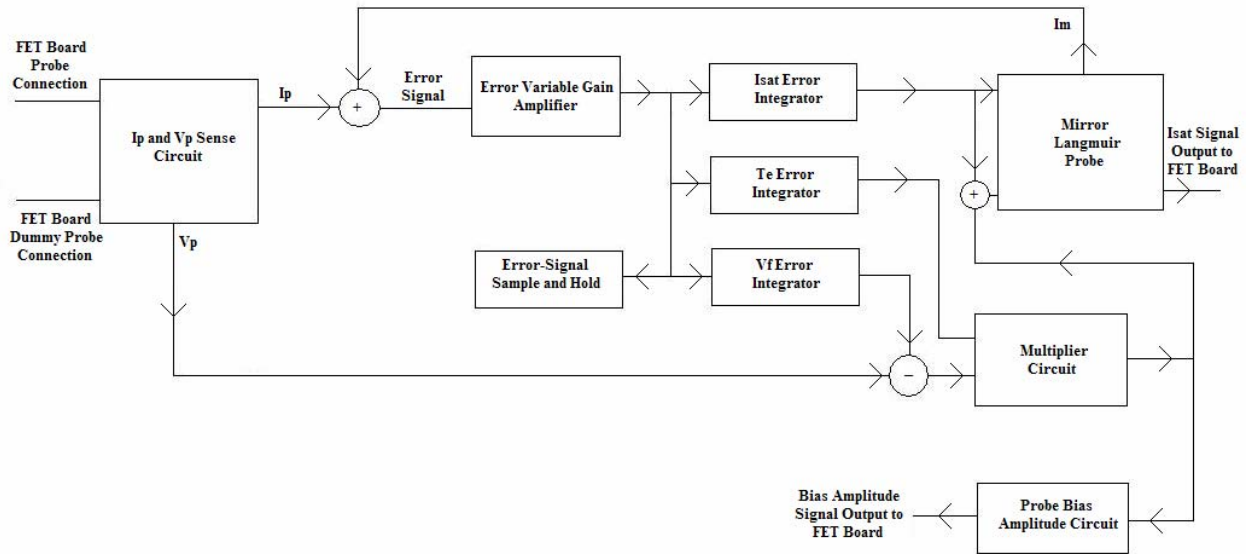 Im
FET Board
Probe
Connection
Ip and Vp Sense
Circuit
FET Board
Dummy Probe
Connection
Ip
Vp
+
Error
Signal
Error Variable Gain
Amplifier
Isat Error
Integrator
Te Error
Integrator
Vf Error
Integrator
Error-Signal
Sample and Hold
Mirror
Langmuir
Probe
+
Isat Signal
Output to
FET Board
−
Multiplier
Circuit
Bias Amplitude
Signal Output to
FET Board
Probe Bias
Amplitude Circuit